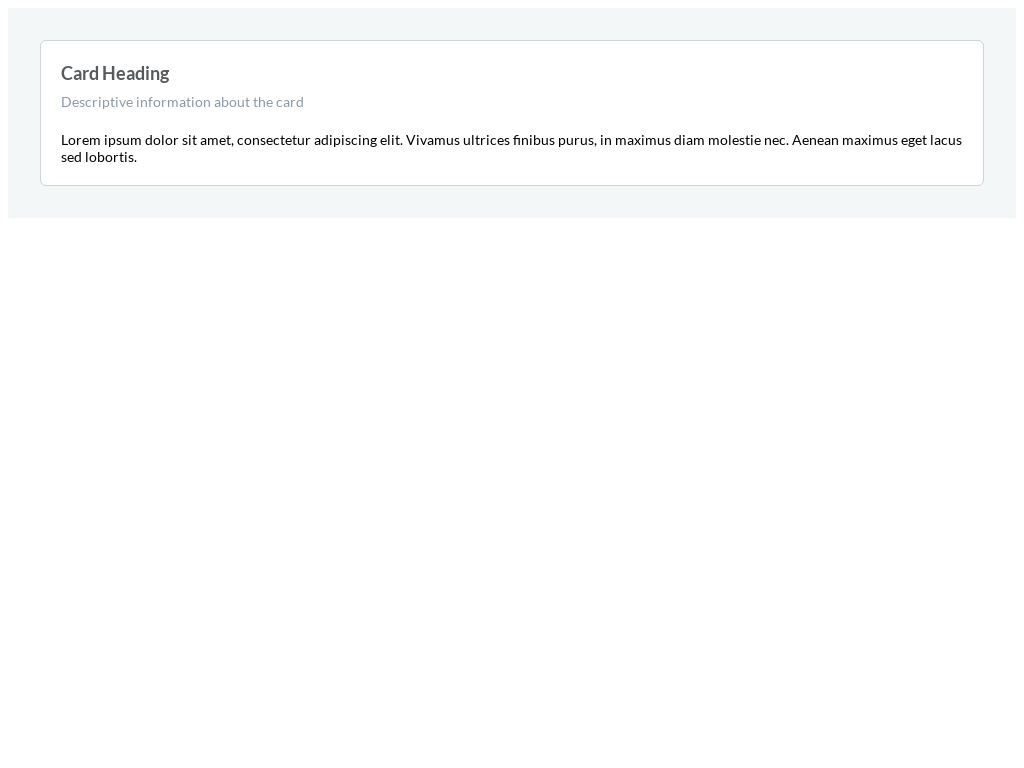 Card Heading
Descriptive information about the card
Lorem ipsum dolor sit amet, consectetur adipiscing elit. Vivamus ultrices finibus purus, in maximus diam molestie nec. Aenean maximus eget lacus
sed lobortis.